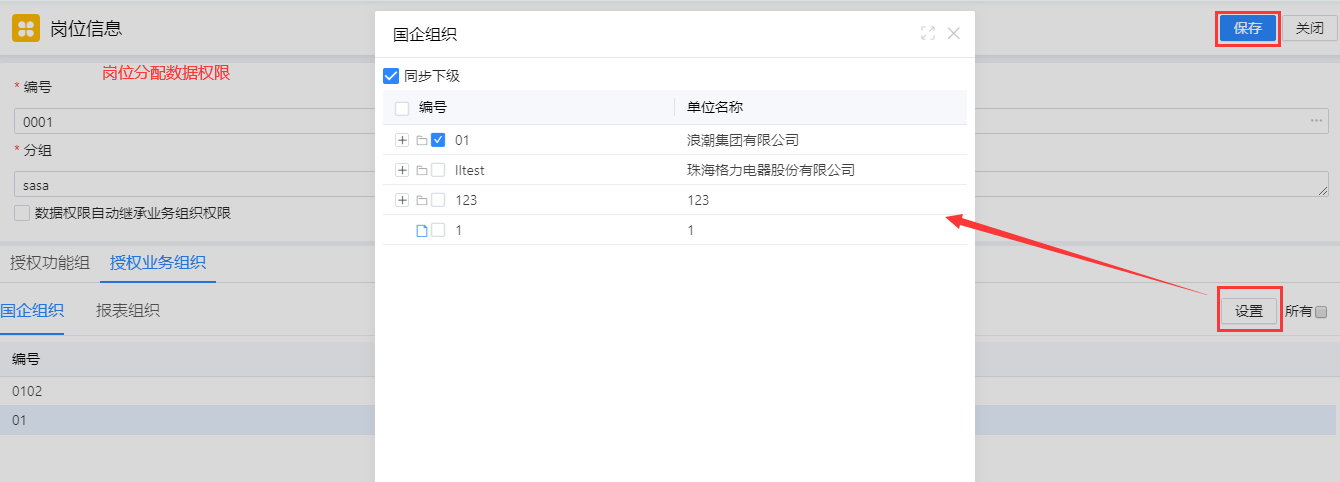 岗位信息
保存 关闭
岗位分配数据权限
* 编号
0001
* 分组
sasa
数据权限自动继承业务组织权限
授权功能组 授权业务组织
国企组织 报表组织
设置 所有
编号
0102
01
国企组织
同步下级
编号 单位名称
01 浪潮集团有限公司
lltest 珠海格力电器股份有限公司
123 123
1 1